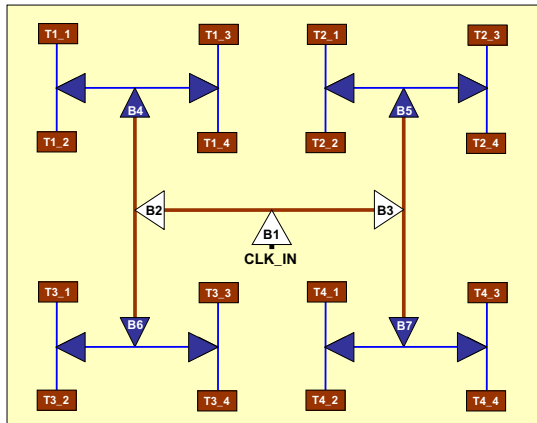 T1_1
T1_3
T2_1
T2_3
B4
B5
T1_2
T1_4
T2_2
T2_4
B2
B3
B1
CLK_IN
T3_1
T3_3
T4_1
T4_3
B6
B7
T3_2
T3_4
T4_2
T4_4